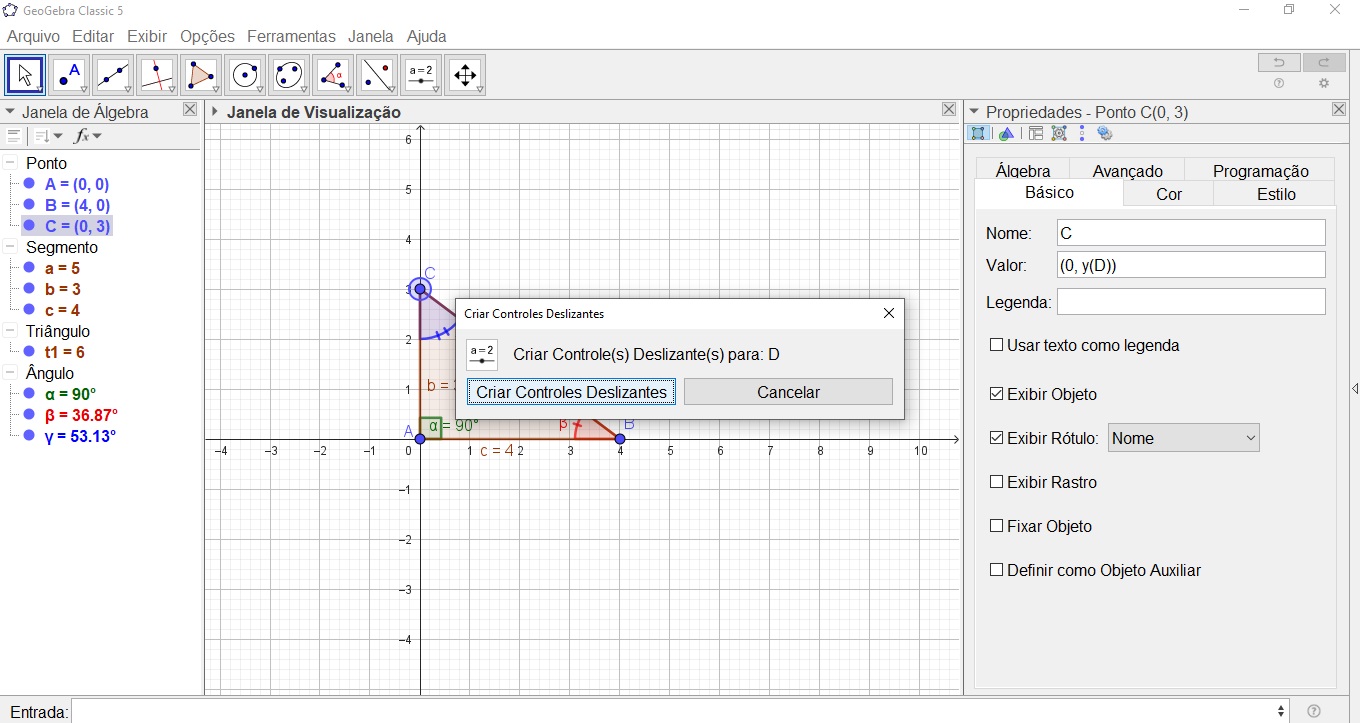 GeoGebra Classic 5
Arquivo Editar Exibir Opções Ferramentas Janela Ajuda
A α a=2
Janela de Álgebra
Janela de Visualização
Propriedades - Ponto C(0, 3)
fx
Ponto
A = (0, 0)
B = (4, 0)
C = (0, 3)
Segmento
a = 5
b = 3
c = 4
Triângulo
t1 = 6
Ângulo
α = 90°
β = 36.87°
γ = 53.13°
6
5
4
3
2
1
0
–1
–2
–3
–4
–4 –3 –2 –1 1 2 3 4 5 6 7 8 9 10
C
b =
A
α = 90°
β
B
c = 4
Criar Controles Deslizantes
a=2
Criar Controle(s) Deslizante(s) para: D
Criar Controles Deslizantes Cancelar
Álgebra Avançado Programação
Básico Cor Estilo
Nome: C
Valor: (0, y(D))
Legenda:
Usar texto como legenda
Exibir Objeto
Exibir Rótulo: Nome
Exibir Rastro
Fixar Objeto
Definir como Objeto Auxiliar
Entrada: